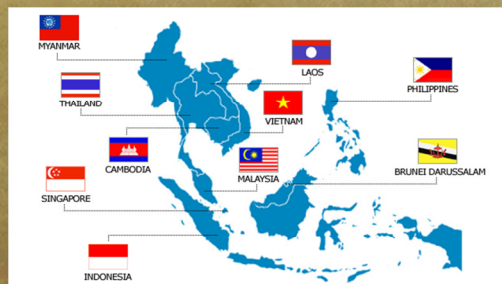 MYANMAR
LAOS
PHILIPPINES
THAILAND
VIETNAM
CAMBODIA
MALAYSIA
BRUNEI DARUSSALAM
SINGAPORE
INDONESIA